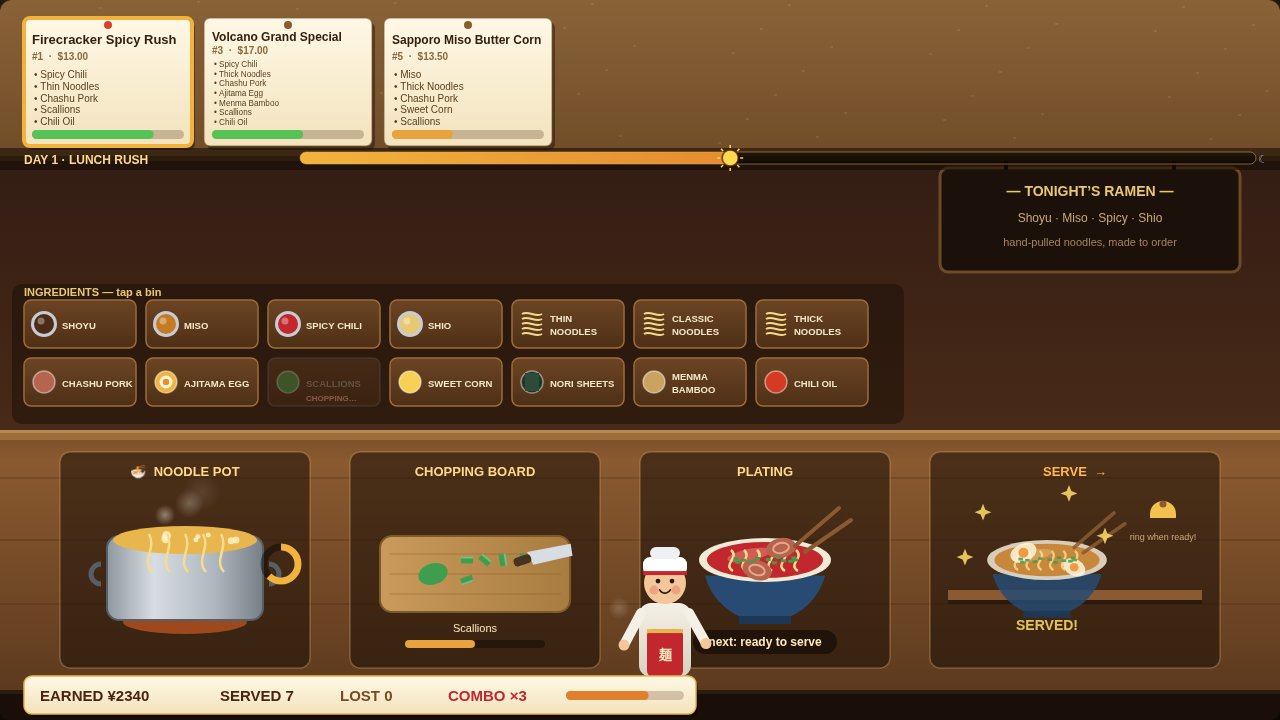 Firecracker Spicy Rush
#1 · $13.00
• Spicy Chili
• Thin Noodles
• Chashu Pork
• Scallions
• Chili Oil
Volcano Grand Special
#3 · $17.00
• Spicy Chili
• Thick Noodles
• Chashu Pork
• Ajitama Egg
• Menma Bamboo
• Scallions
• Chili Oil
Sapporo Miso Butter Corn
#5 · $13.50
• Miso
• Thick Noodles
• Chashu Pork
• Sweet Corn
• Scallions
DAY 1 · LUNCH RUSH
— TONIGHT’S RAMEN —
Shoyu · Miso · Spicy · Shio
hand-pulled noodles, made to order
INGREDIENTS — tap a bin
SHOYU
MISO
SPICY CHILI
SHIO
THIN
NOODLES
CLASSIC
NOODLES
THICK
NOODLES
CHASHU PORK
AJITAMA EGG
SCALLIONS
CHOPPING…
SWEET CORN
NORI SHEETS
MENMA
BAMBOO
CHILI OIL
🍜 NOODLE POT
CHOPPING BOARD
Scallions
PLATING
next: ready to serve
麺
SERVE →
ring when ready!
SERVED!
EARNED ¥2340
SERVED 7
LOST 0
COMBO ×3